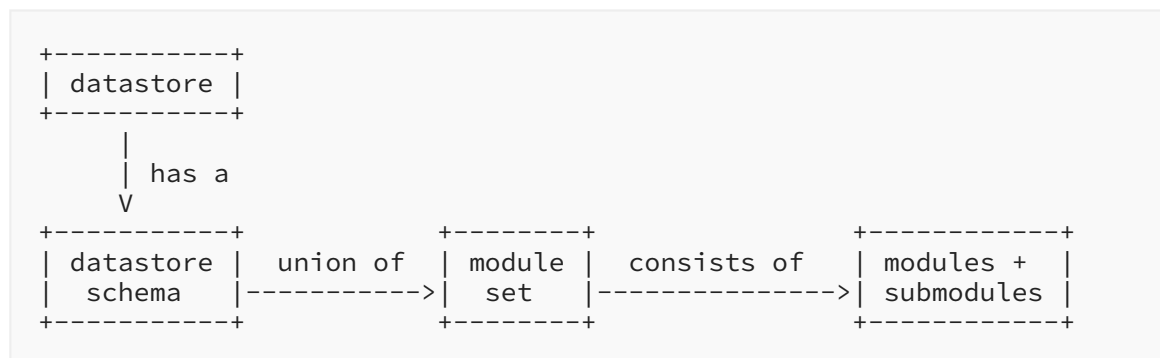 +-----------+
| datastore |
+-----------+
     |
     | has a
     V
+-----------+            +--------+                +------------+
| datastore |  union of  | module |  consists of   | modules +  |
|  schema   |----------->|  set   |--------------->| submodules |
+-----------+            +--------+                +------------+